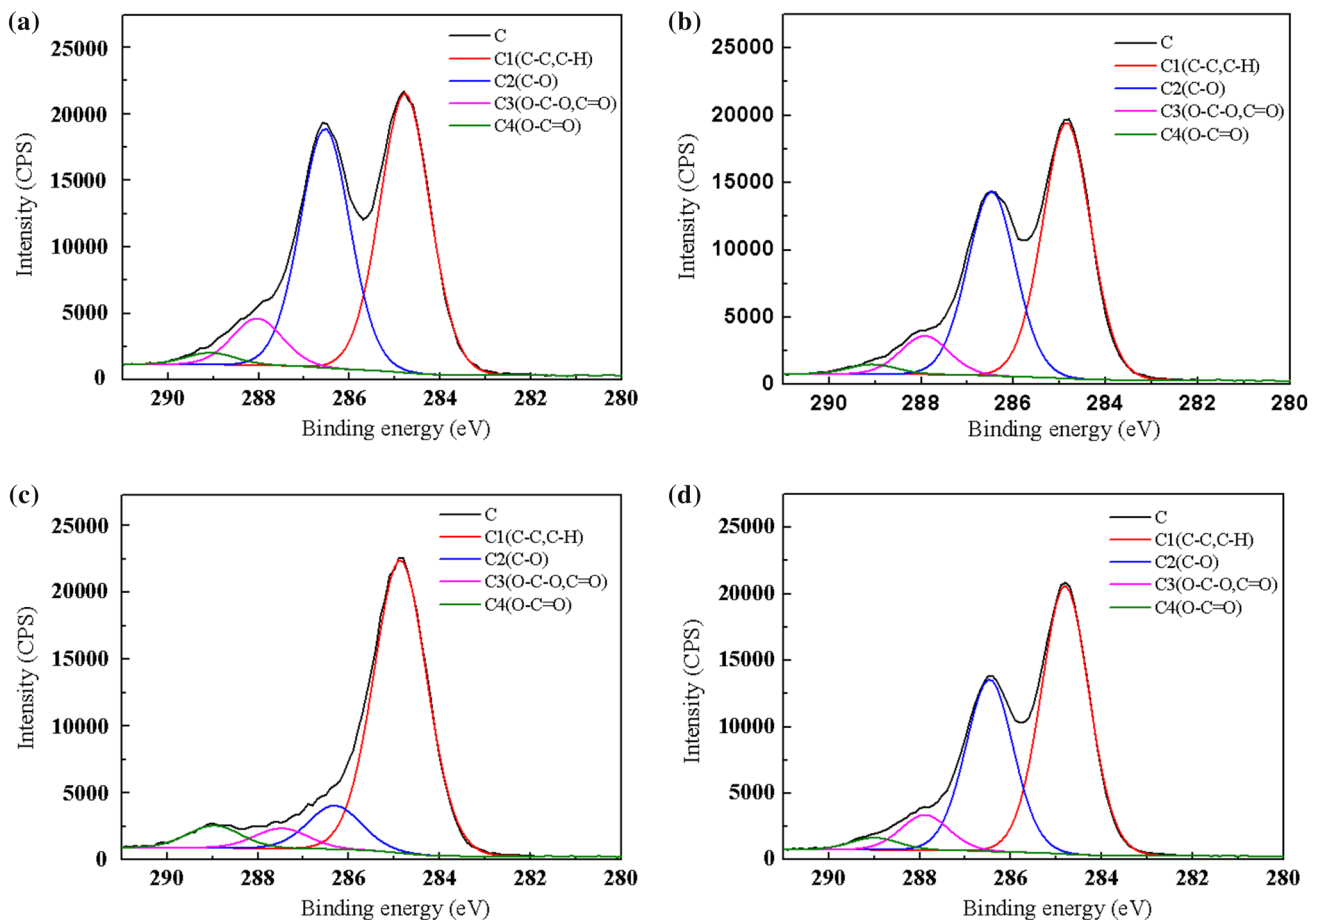 (a)
25000
20000
15000
10000
5000
0
Intensity (CPS)
C
C1(C-C,C-H)
C2(C-O)
C3(O-C-O,C=O)
C4(O-C=O)
290 288 286 284 282 280
Binding energy (eV)
(b)
25000
20000
15000
10000
5000
0
Intensity (CPS)
C
C1(C-C,C-H)
C2(C-O)
C3(O-C-O,C=O)
C4(O-C=O)
290 288 286 284 282 280
Binding energy (eV)
(c)
25000
20000
15000
10000
5000
0
Intensity (CPS)
C
C1(C-C,C-H)
C2(C-O)
C3(O-C-O,C=O)
C4(O-C=O)
290 288 286 284 282 280
Binding energy (eV)
(d)
25000
20000
15000
10000
5000
0
Intensity (CPS)
C
C1(C-C,C-H)
C2(C-O)
C3(O-C-O,C=O)
C4(O-C=O)
290 288 286 284 282 280
Binding energy (eV)